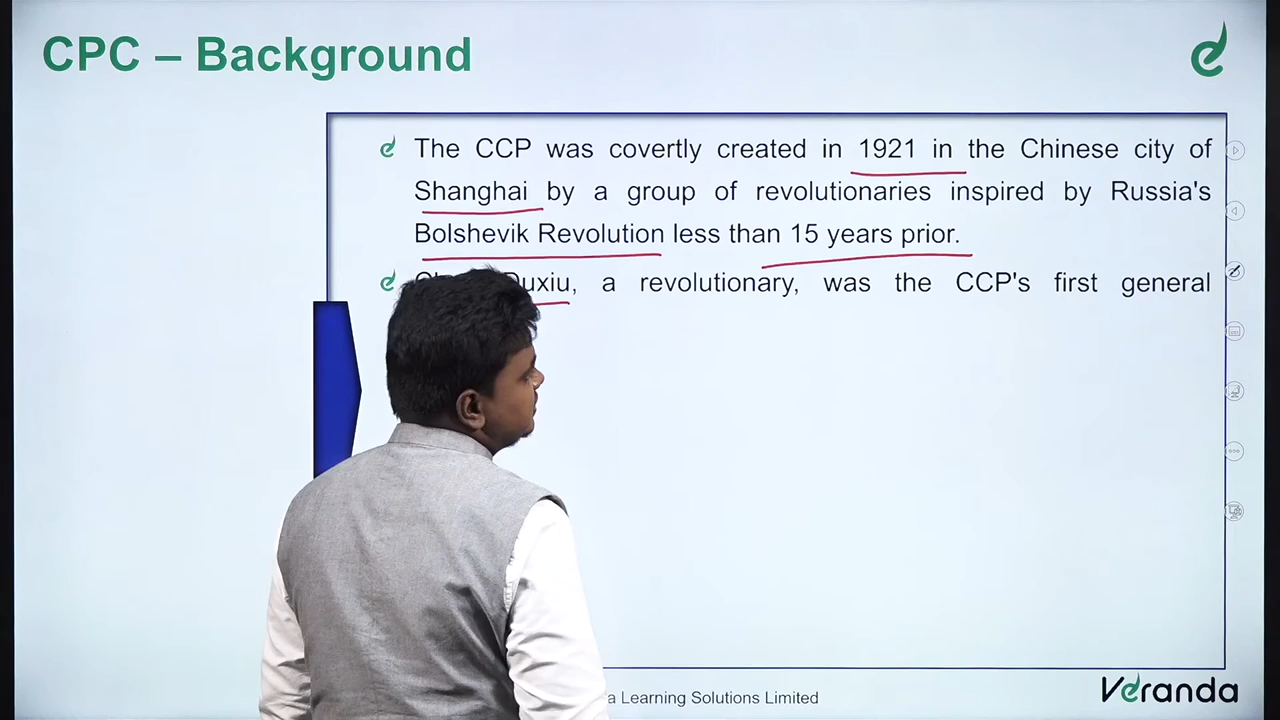 CPC – Background
The CCP was covertly created in 1921 in the Chinese city of
Shanghai by a group of revolutionaries inspired by Russia's
Bolshevik Revolution less than 15 years prior.
Duxiu, a revolutionary, was the CCP's first general
a Learning Solutions Limited
Veranda